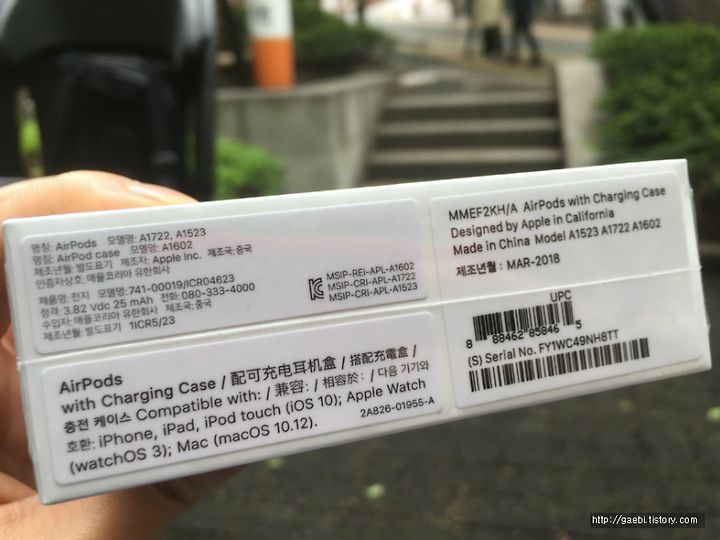 명칭: AirPods 모델명: A1722, A1523
명칭: AirPod case 모델명: A1602
제조년월: 별도표기 제조자: Apple Inc. 제조국: 중국
인증자상호: 애플코리아 유한회사
제품명: 전지 모델명: 741-00019/ICR04623
정격: 3.82 Vdc 25 mAh 전화: 080-333-4000
수입자: 애플코리아 유한회사 제조국: 중국
제조년월: 별도표기 1ICR5/23
MSIP-REI-APL-A1602
MSIP-CRI-APL-A1722
MSIP-CRI-APL-A1523
MMEF2KH/A AirPods with Charging Case
Designed by Apple in California
Made in China Model A1523 A1722 A1602
제조년월 : MAR-2018
AirPods
with Charging Case / 配可充电耳机盒 / 搭配充電盒 /
충전 케이스 Compatible with: / 兼容: / 相容於: / 다음 기기와
호환: iPhone, iPad, iPod touch (iOS 10); Apple Watch
(watchOS 3); Mac (macOS 10.12).
2A826-01955-A
UPC
8 88462 85846 5
(S) Serial No. FY1WC49NH8TT
http://gaebi.tistory.com